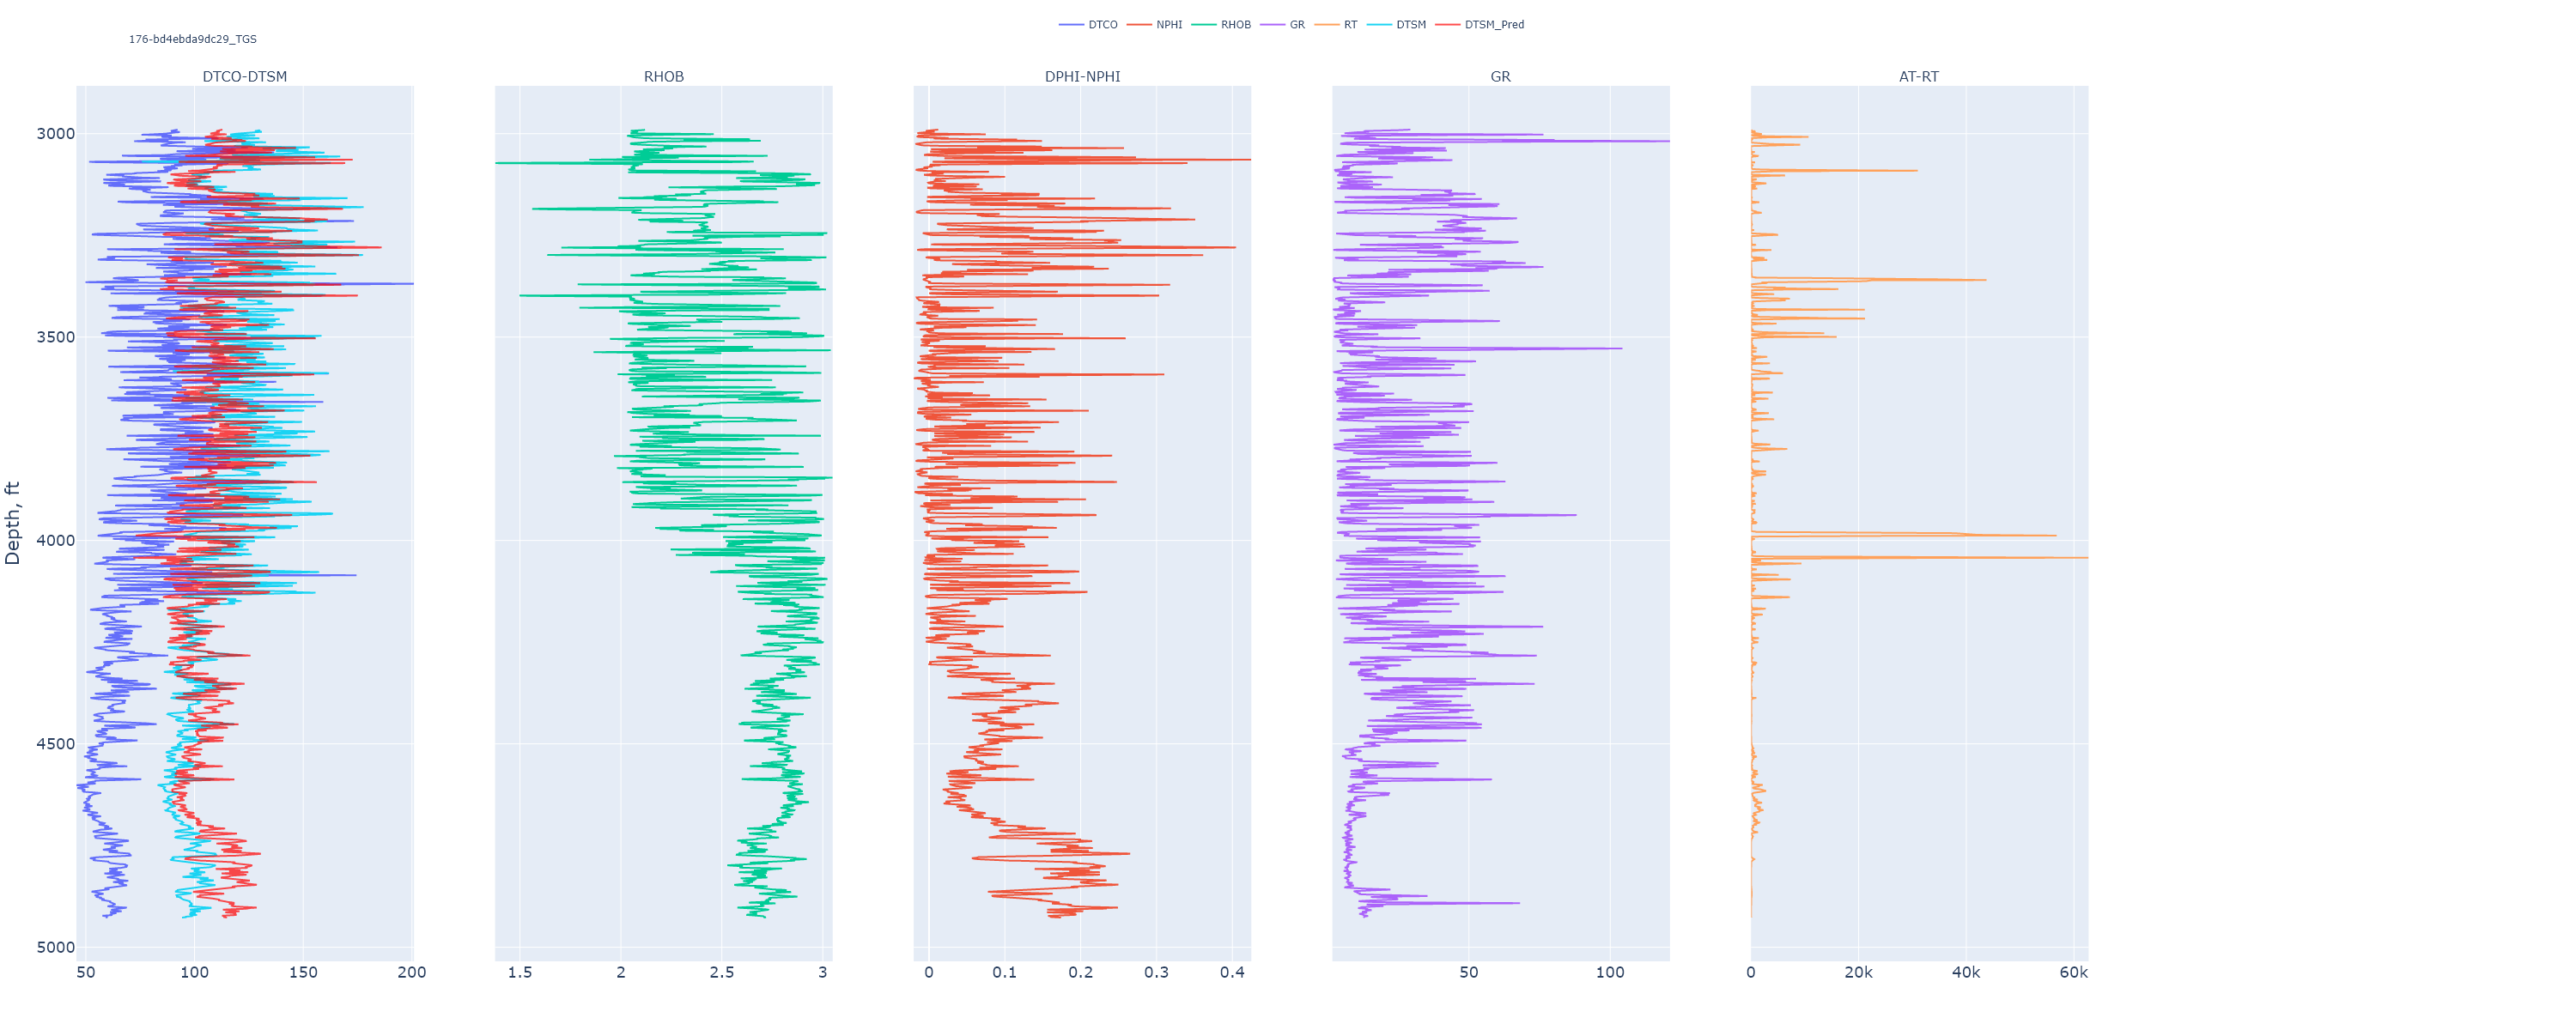 DTCO NPHI RHOB GR RT DTSM DTSM_Pred
176-bd4ebda9dc29_TGS
DTCO-DTSM RHOB DPHI-NPHI GR AT-RT
Depth, ft
3000
3500
4000
4500
5000
50 100 150 200 1.5 2 2.5 3 0 0.1 0.2 0.3 0.4 50 100 0 20k 40k 60k